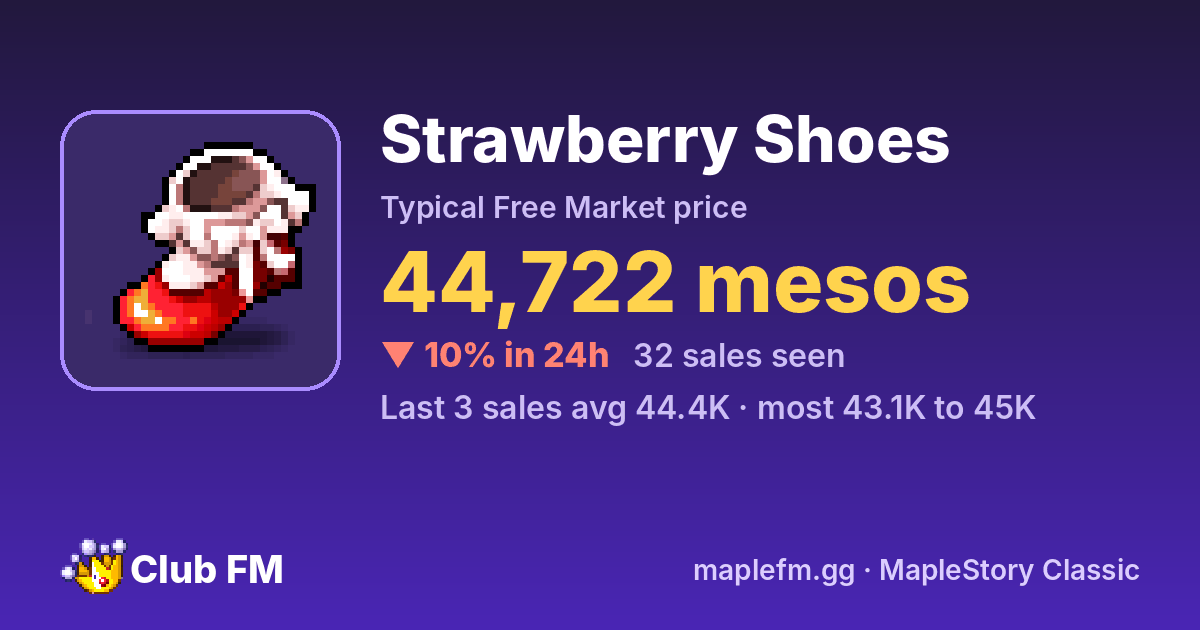 Strawberry Shoes
Typical Free Market price
44,722 mesos
▼ 10% in 24h 32 sales seen
Last 3 sales avg 44.4K · most 43.1K to 45K
Club FM
maplefm.gg · MapleStory Classic